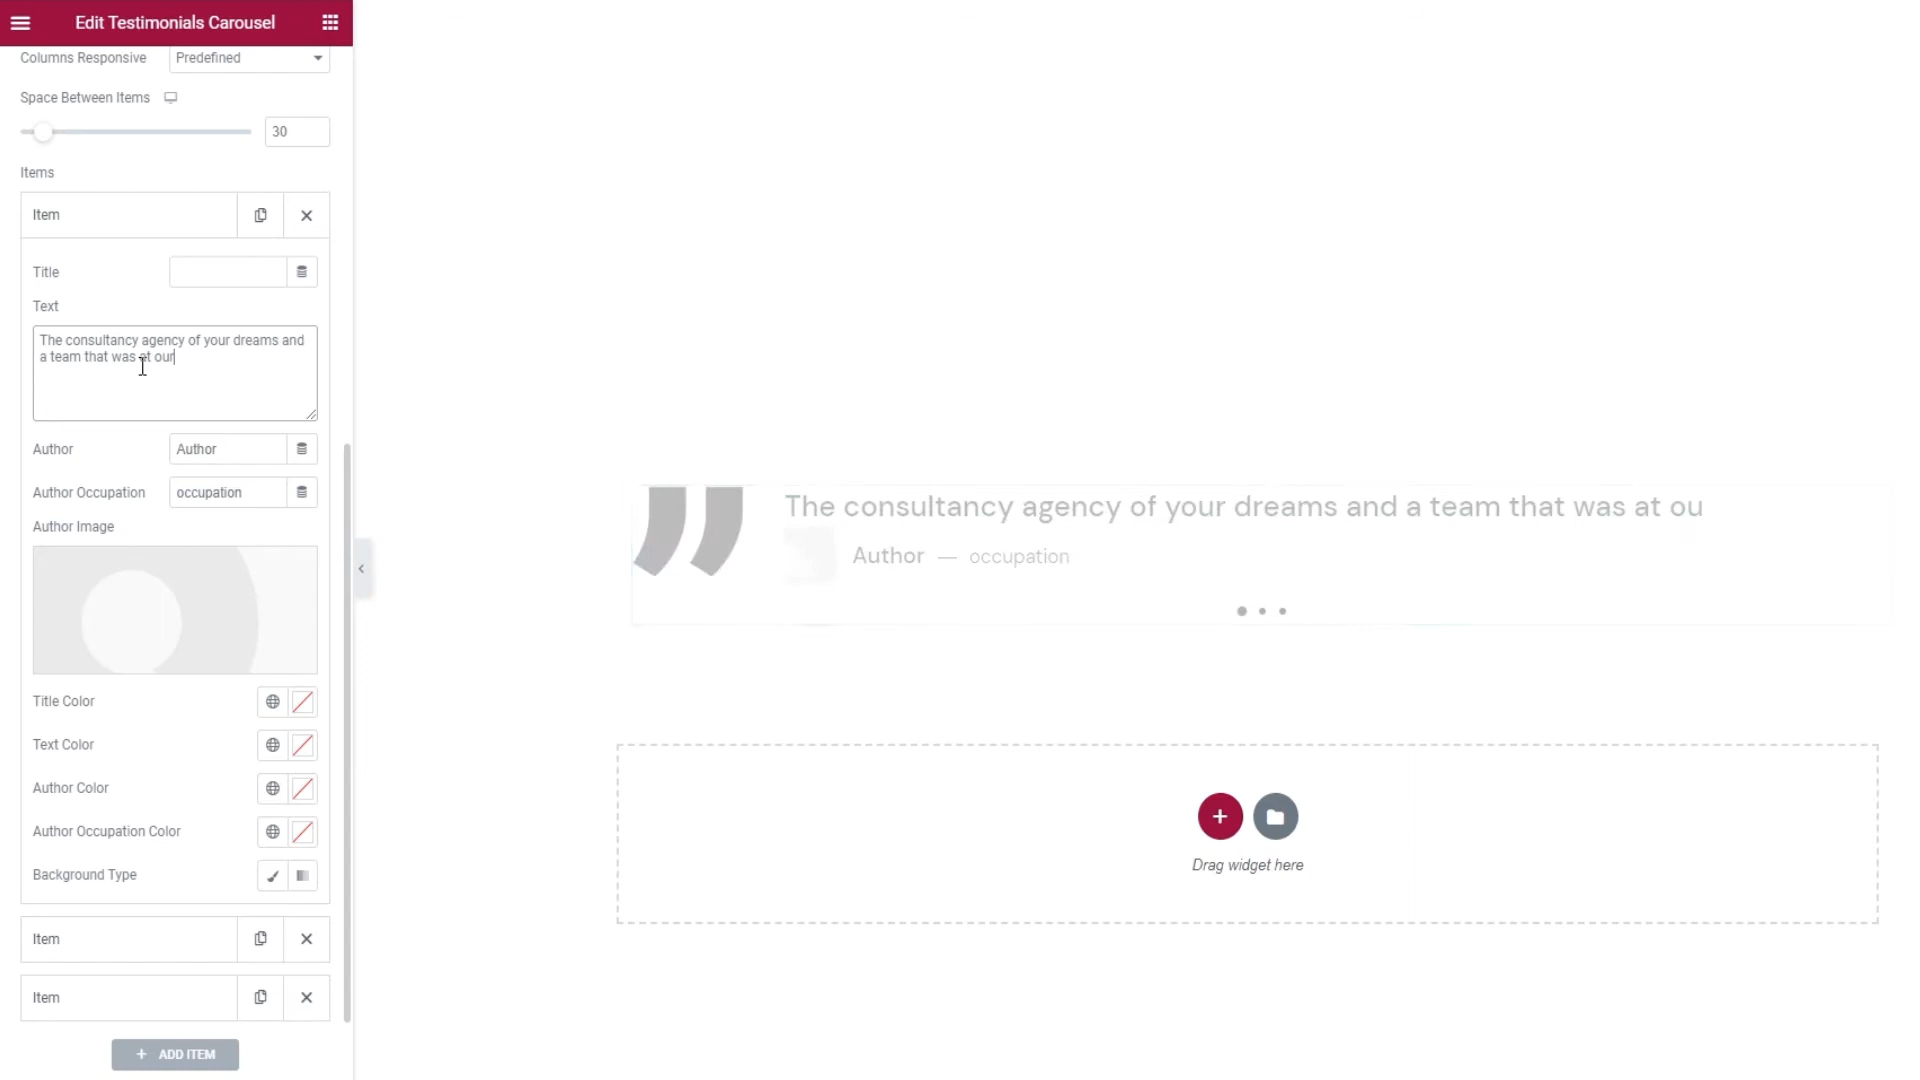 Edit Testimonials Carousel
Columns Responsive
Predefined
Space Between Items
30
Items
Item
Title
Text
The consultancy agency of your dreams and
a team that was at our
Author
Author
Author Occupation
occupation
Author Image
Title Color
Text Color
Author Color
Author Occupation Color
Background Type
Item
Item
+ ADD ITEM
The consultancy agency of your dreams and a team that was at ou
Author — occupation
Drag widget here